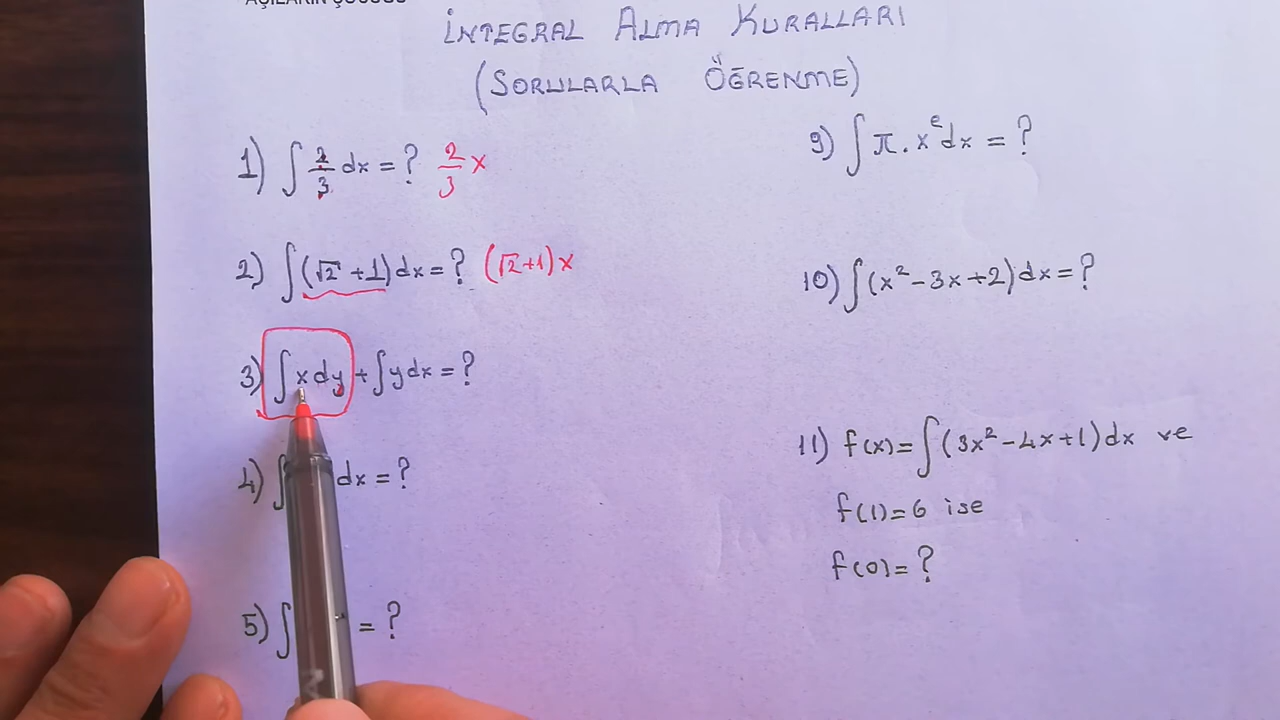 İNTEGRAL ALMA KURALLARI
(SORULARLA ÖĞRENME)
1) ∫ 2/3 dx = ? 2/3 x
2) ∫ (√2 + 1) dx = ? (√2+1) x
3) ∫ x dy + ∫ y dx = ?
4) ∫ dx = ?
5) ∫ = ?
9) ∫ π . x^e dx = ?
10) ∫ (x² - 3x + 2) dx = ?
11) f(x) = ∫ (3x² - 4x + 1) dx ve
f(1) = 6 ise
f(0) = ?